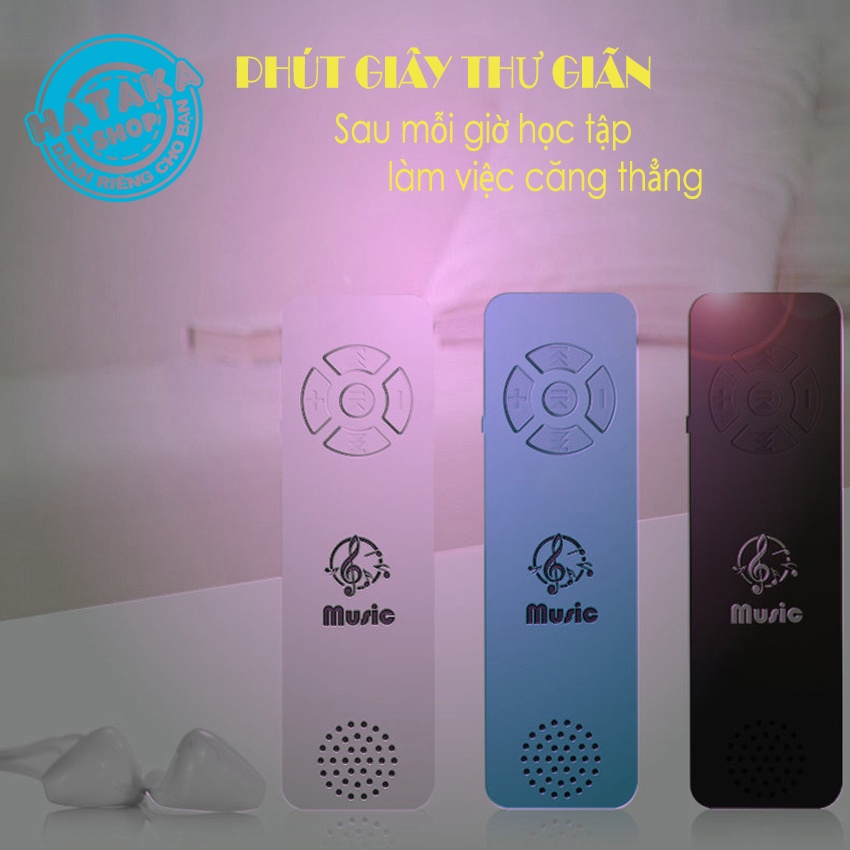 HATAKA
SHOP
DÀNH RIÊNG CHO BẠN
PHÚT GIÂY THƯ GIÃN
Sau mỗi giờ học tập
làm việc căng thẳng
Music
Music
Music